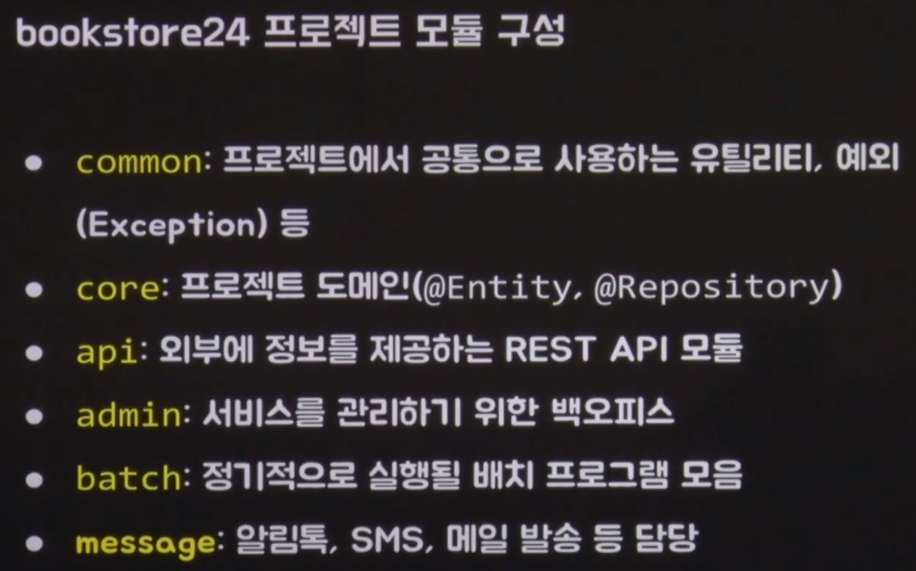 bookstore24 프로젝트 모듈 구성
● common: 프로젝트에서 공통으로 사용하는 유틸리티, 예외
(Exception) 등
● core: 프로젝트 도메인(@Entity, @Repository)
● api: 외부에 정보를 제공하는 REST API 모듈
● admin: 서비스를 관리하기 위한 백오피스
● batch: 정기적으로 실행될 배치 프로그램 모음
● message: 알림톡, SMS, 메일 발송 등 담당